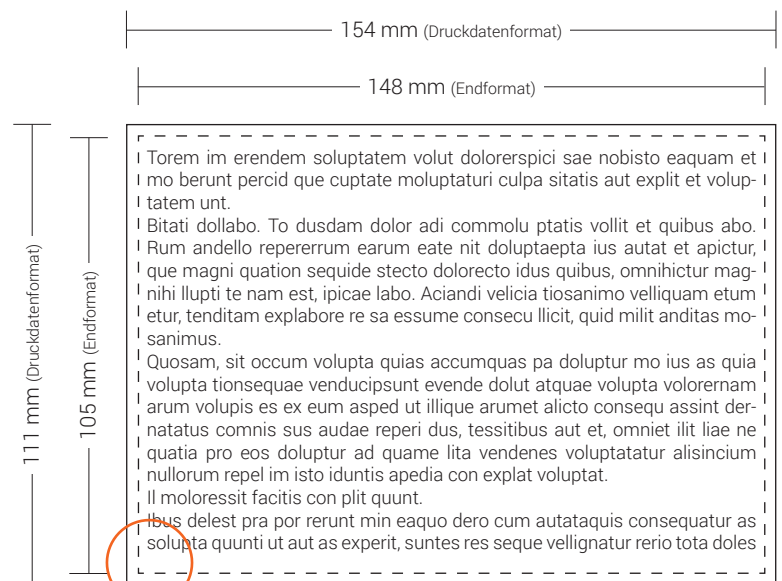 154 mm (Druckdatenformat)
148 mm (Endformat)
111 mm (Druckdatenformat)
105 mm (Endformat)
Torem im erendem soluptatem volut dolorerspici sae nobisto eaquam et
mo berunt percid que cuptate moluptaturi culpa sitatis aut explit et volup-
tatem unt.
Bitati dollabo. To dusdam dolor adi commolu ptatis vollit et quibus abo.
Rum andello repererrum earum eate nit doluptaepta ius autat et apictur,
que magni quation sequide stecto dolorecto idus quibus, omnihictur mag-
nihi llupti te nam est, ipicae labo. Aciandi velicia tiosanimo velliquam etum
etur, tenditam explabore re sa essume consecu llicit, quid milit anditas mo-
sanimus.
Quosam, sit occum volupta quias accumquas pa doluptur mo ius as quia
volupta tionsequae venducipsunt evende dolut atquae volupta volorernam
arum volupis es ex eum asped ut illique arumet alicto consequ assint der-
natatus comnis sus audae reperi dus, tessitibus aut et, omniet ilit liae ne
quatia pro eos doluptur ad quame lita vendenes voluptatatur alisincium
nullorum repel im isto iduntis apedia con explat voluptat.
Il moloressit facitis con plit quunt.
Ibus delest pra por rerunt min eaquo dero cum autataquis consequatur as
solupta quunti ut aut as experit, suntes res seque vellignatur rerio tota doles